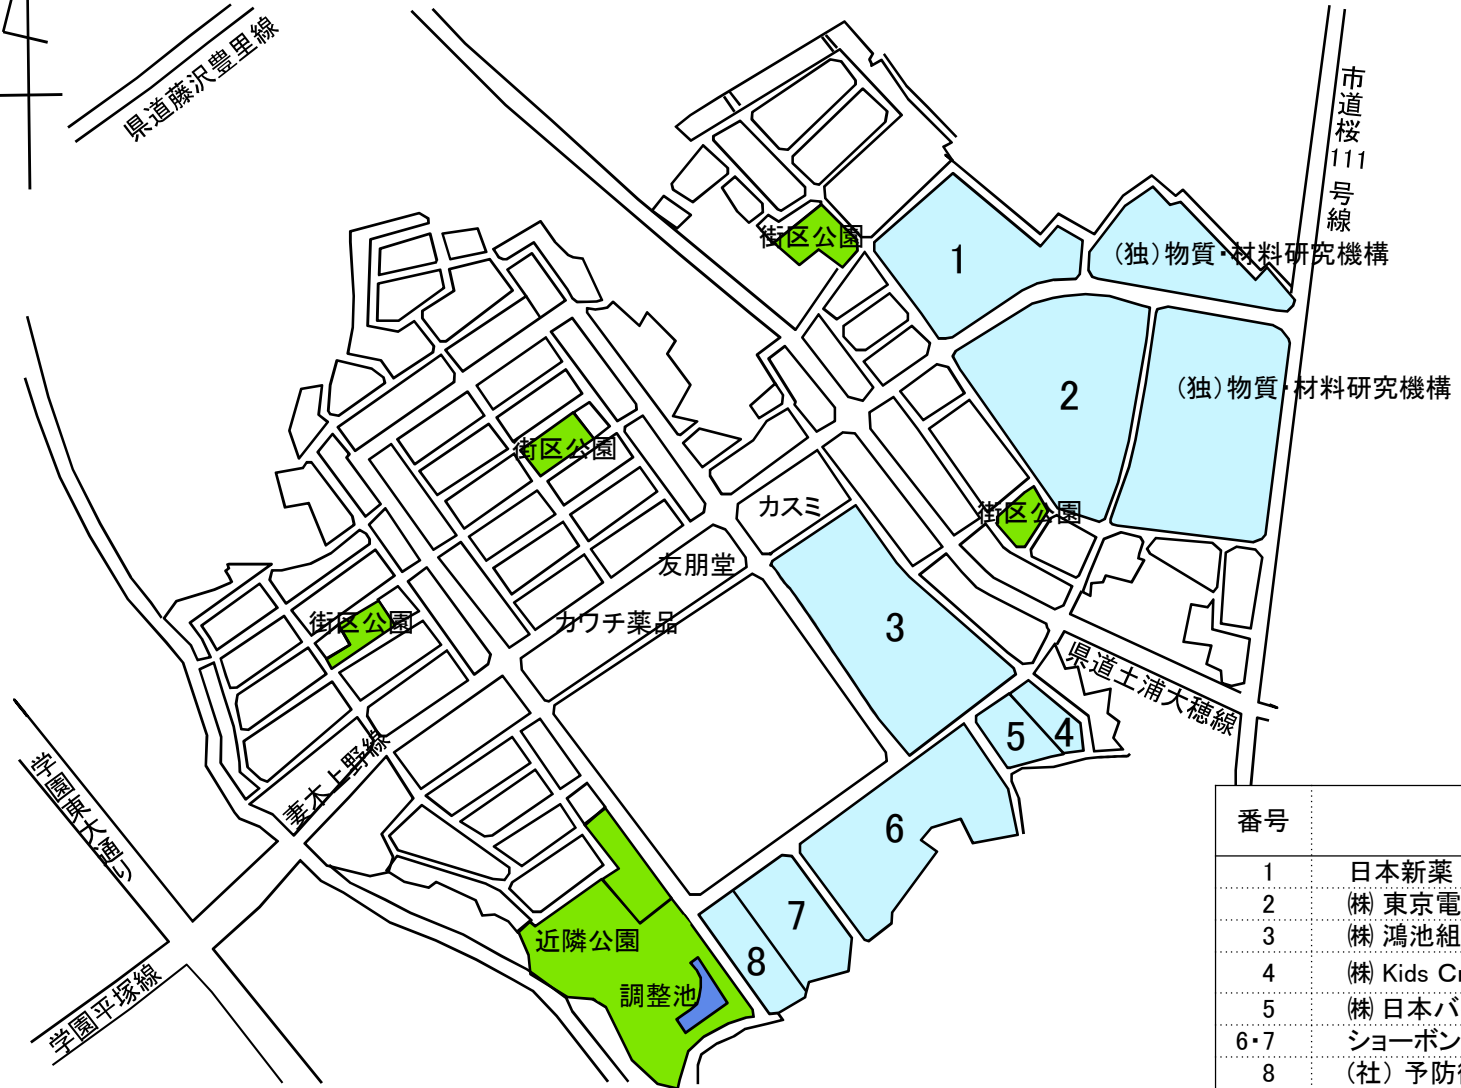 県道藤沢豊里線
市道桜111号線
街区公園
1
(独)物質・材料研究機構
2
(独)物質・材料研究機構
街区公園
カスミ
街区公園
友朋堂
街区公園
カワチ薬品
3
県道土浦大穂線
5
4
妻木上野線
学園東大通り
6
7
8
近隣公園
調整池
学園平塚線
番号
1 日本新薬
2 ㈱ 東京電
3 ㈱ 鴻池組
4 ㈱ Kids
5 ㈱ 日本バ
6・7 ショーボン
8 (社) 予防